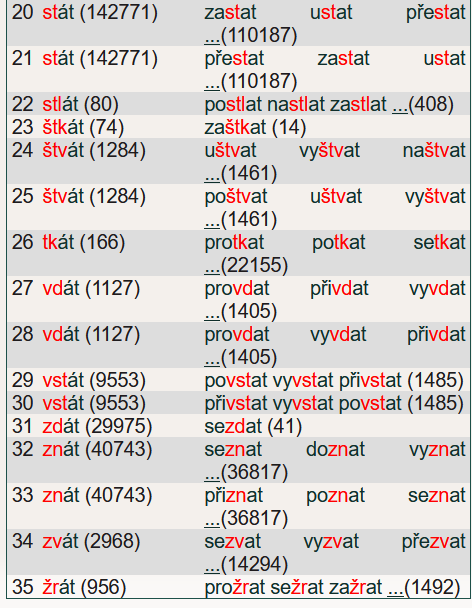 20 stát (142771) zastat ustat přestat
...(110187)
21 stát (142771) přestat zastat ustat
...(110187)
22 stlát (80) postlat nastlat zastlat ...(408)
23 štkát (74) zaštkat (14)
24 štvát (1284) uštvat vyštvat naštvat
...(1461)
25 štvát (1284) poštvat uštvat vyštvat
...(1461)
26 tkát (166) protkat potkat setkat
...(22155)
27 vdát (1127) provdat přivdat vyvdat
...(1405)
28 vdát (1127) provdat vyvdat přivdat
...(1405)
29 vstát (9553) povstat vyvstat přivstat (1485)
30 vstát (9553) přivstat vyvstat povstat (1485)
31 zdát (29975) sezdat (41)
32 znát (40743) seznat doznat vyznat
...(36817)
33 znát (40743) přiznat poznat seznat
...(36817)
34 zvát (2968) sezvat vyzvat přezvat
...(14294)
35 žrát (956) prožrat sežrat zažrat ...(1492)